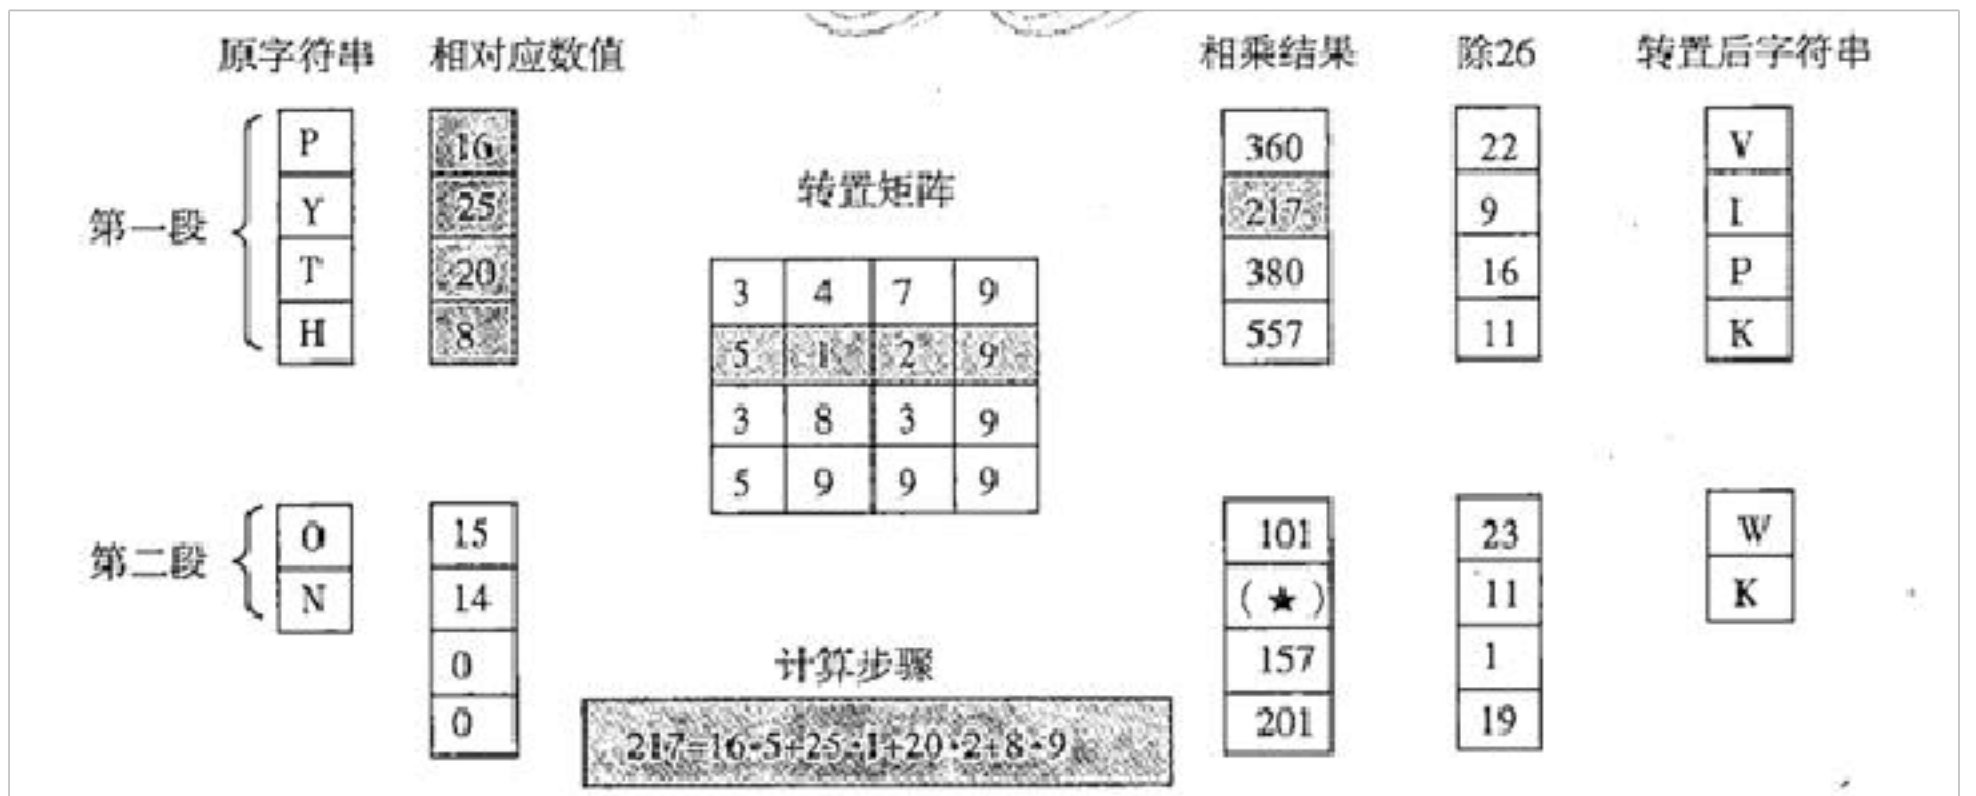 原字符串 相对应数值 相乘结果 除26 转置后字符串
P 16 360 22 V
转置矩阵
第一段 Y 25 217 9 I
T 20 380 16 P
3 4 7 9
H 8 557 11 K
5 1 2 9
3 8 3 9
5 9 9 9
O 15 101 23 W
第二段
N 14 (★) 11 K
0 157 1
计算步骤
0 201 19
217=16·5+25·1+20·2+8·9